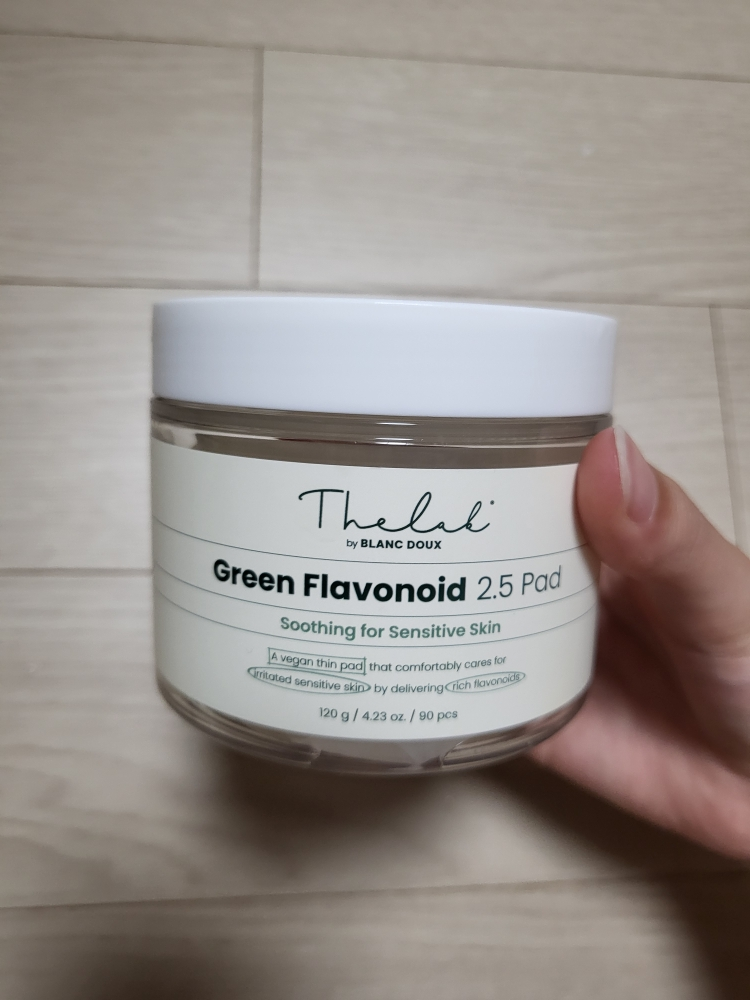 Thelab
by BLANC DOUX
Green Flavonoid 2.5 Pad
Soothing for Sensitive Skin
A vegan thin pad that comfortably cares for
irritated sensitive skin by delivering rich flavonoids
120 g / 4.23 oz. / 90 pcs